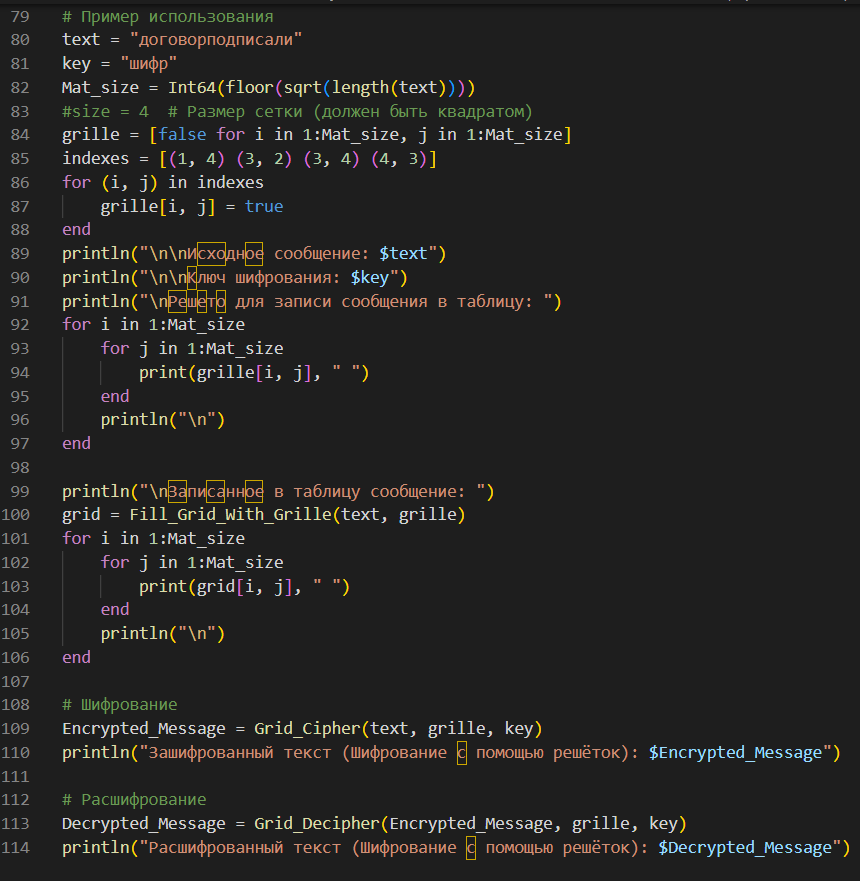 79 # Пример использования
80 text = "договорподписали"
81 key = "шифр"
82 Mat_size = Int64(floor(sqrt(length(text))))
83 #size = 4  # Размер сетки (должен быть квадратом)
84 grille = [false for i in 1:Mat_size, j in 1:Mat_size]
85 indexes = [(1, 4) (3, 2) (3, 4) (4, 3)]
86 for (i, j) in indexes
87     grille[i, j] = true
88 end
89 println("\n\nИсходное сообщение: $text")
90 println("\n\nКлюч шифрования: $key")
91 println("\nРешето для записи сообщения в таблицу: ")
92 for i in 1:Mat_size
93     for j in 1:Mat_size
94         print(grille[i, j], " ")
95     end
96     println("\n")
97 end
98
99 println("\nЗаписанное в таблицу сообщение: ")
100 grid = Fill_Grid_With_Grille(text, grille)
101 for i in 1:Mat_size
102     for j in 1:Mat_size
103         print(grid[i, j], " ")
104     end
105     println("\n")
106 end
107
108 # Шифрование
109 Encrypted_Message = Grid_Cipher(text, grille, key)
110 println("Зашифрованный текст (Шифрование с помощью решёток): $Encrypted_Message")
111
112 # Расшифрование
113 Decrypted_Message = Grid_Decipher(Encrypted_Message, grille, key)
114 println("Расшифрованный текст (Шифрование с помощью решёток): $Decrypted_Message")